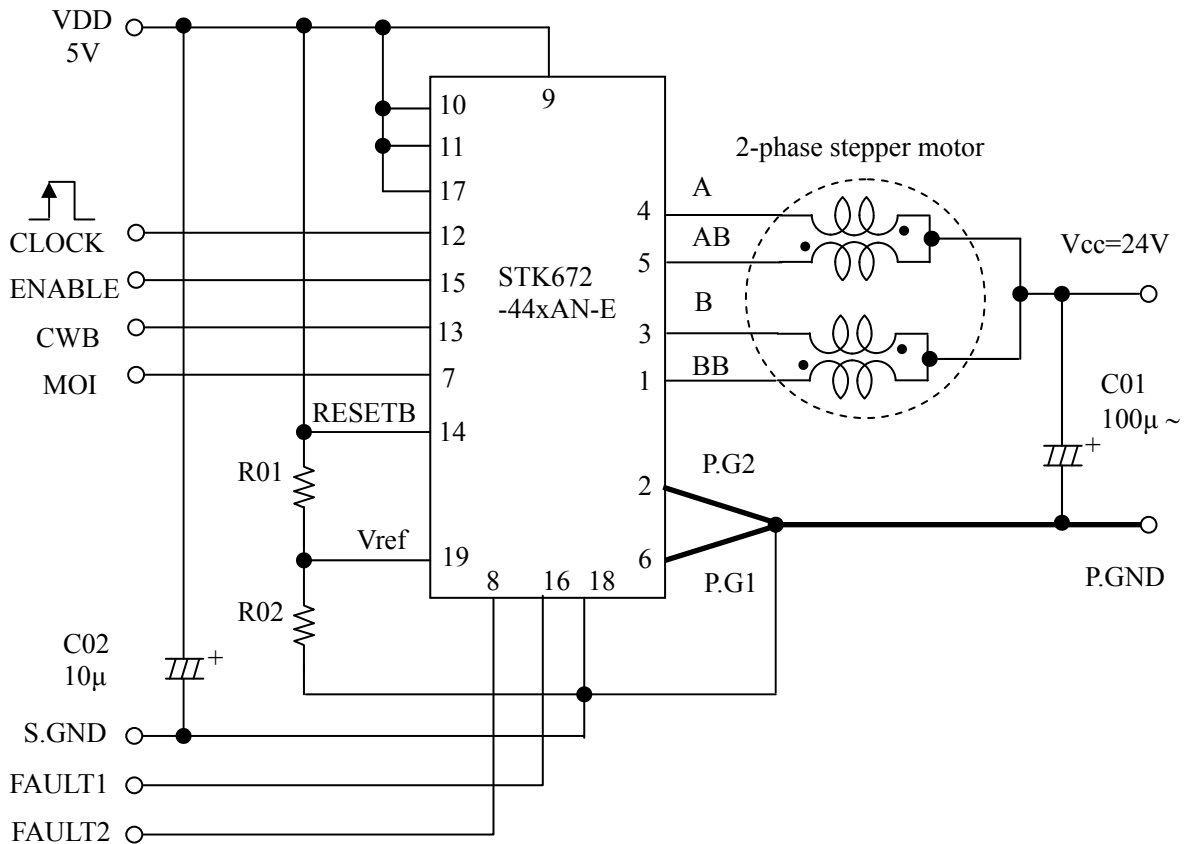 VDD
5V
9
10
11
17
2-phase stepper motor
A
4
CLOCK
12
AB
5
Vcc=24V
ENABLE
15
STK672
-44xAN-E
B
3
CWB
13
BB
1
MOI
7
C01
100µ ~
+
RESETB
14
R01
P.G2
2
Vref
19
6
P.G1
P.GND
8
16
18
R02
C02
10µ
+
S.GND
FAULT1
FAULT2